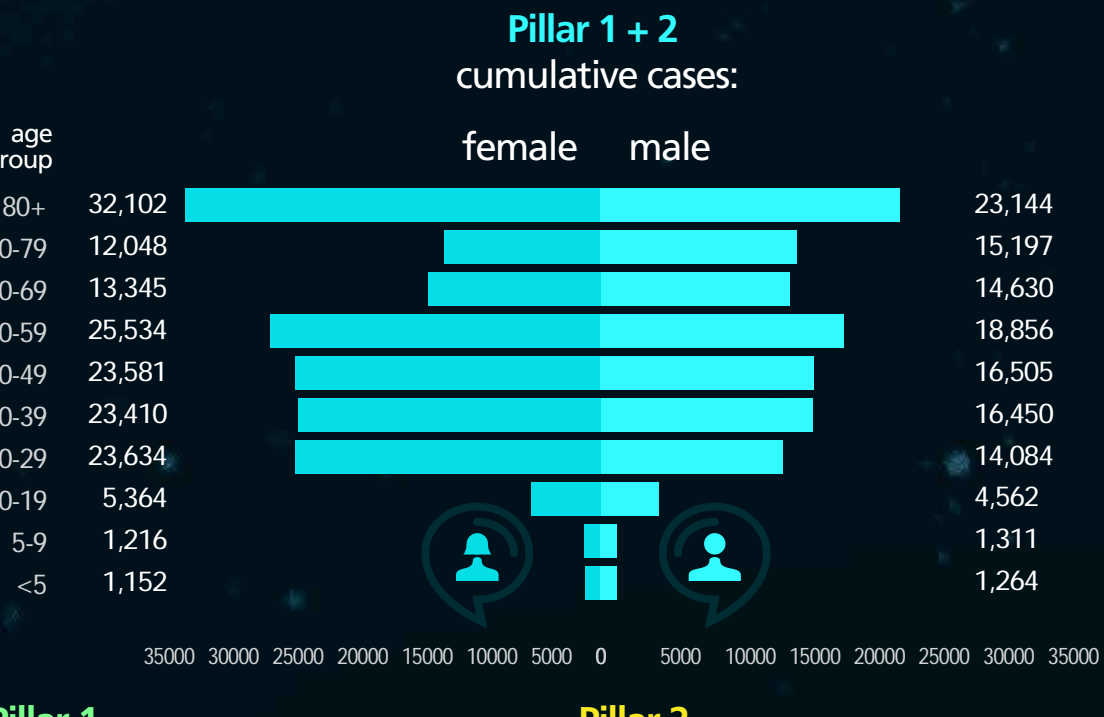 Pillar 1 + 2
cumulative cases:
female male
age
roup
80+ 32,102 23,144
0-79 12,048 15,197
0-69 13,345 14,630
0-59 25,534 18,856
0-49 23,581 16,505
0-39 23,410 16,450
0-29 23,634 14,084
0-19 5,364 4,562
5-9 1,216 1,311
<5 1,152 1,264
35000 30000 25000 20000 15000 10000 5000 0 5000 10000 15000 20000 25000 30000 35000
Pillar 1 Pillar 2